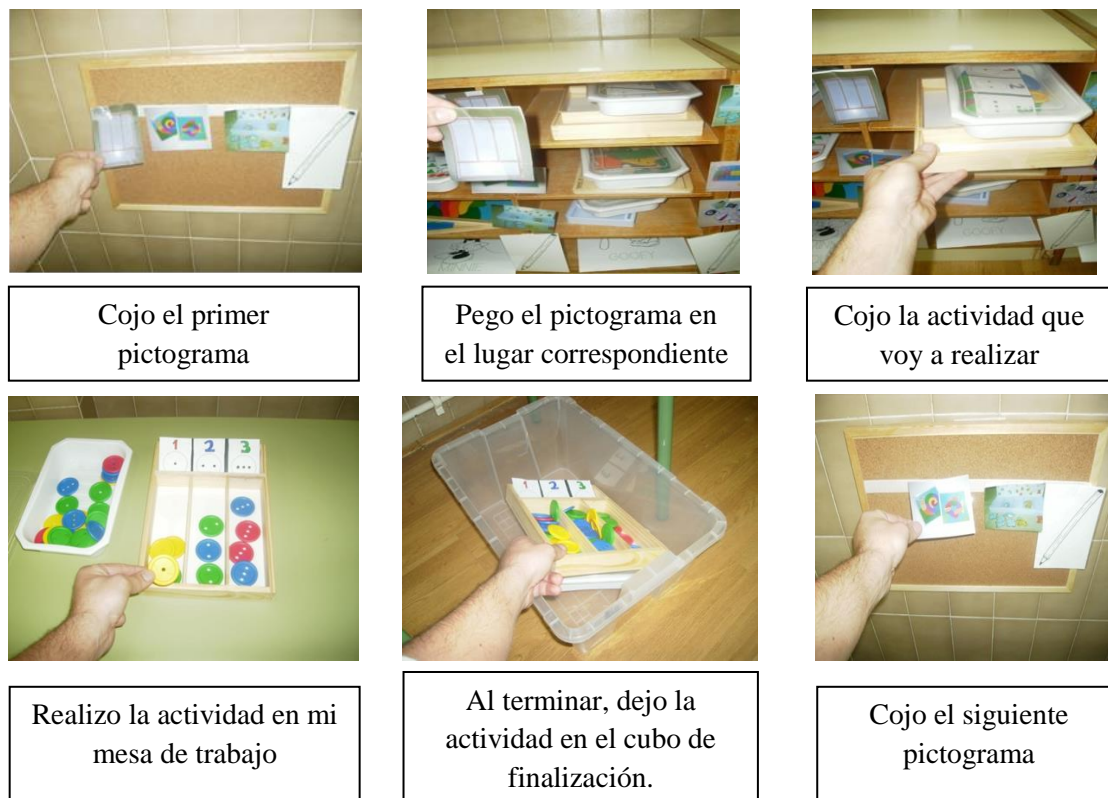 Cojo el primer
pictograma
Pego el pictograma en
el lugar correspondiente
Cojo la actividad que
voy a realizar
GOOFY
1 2 3
1 2 3
Realizo la actividad en mi
mesa de trabajo
Al terminar, dejo la
actividad en el cubo de
finalización.
Cojo el siguiente
pictograma